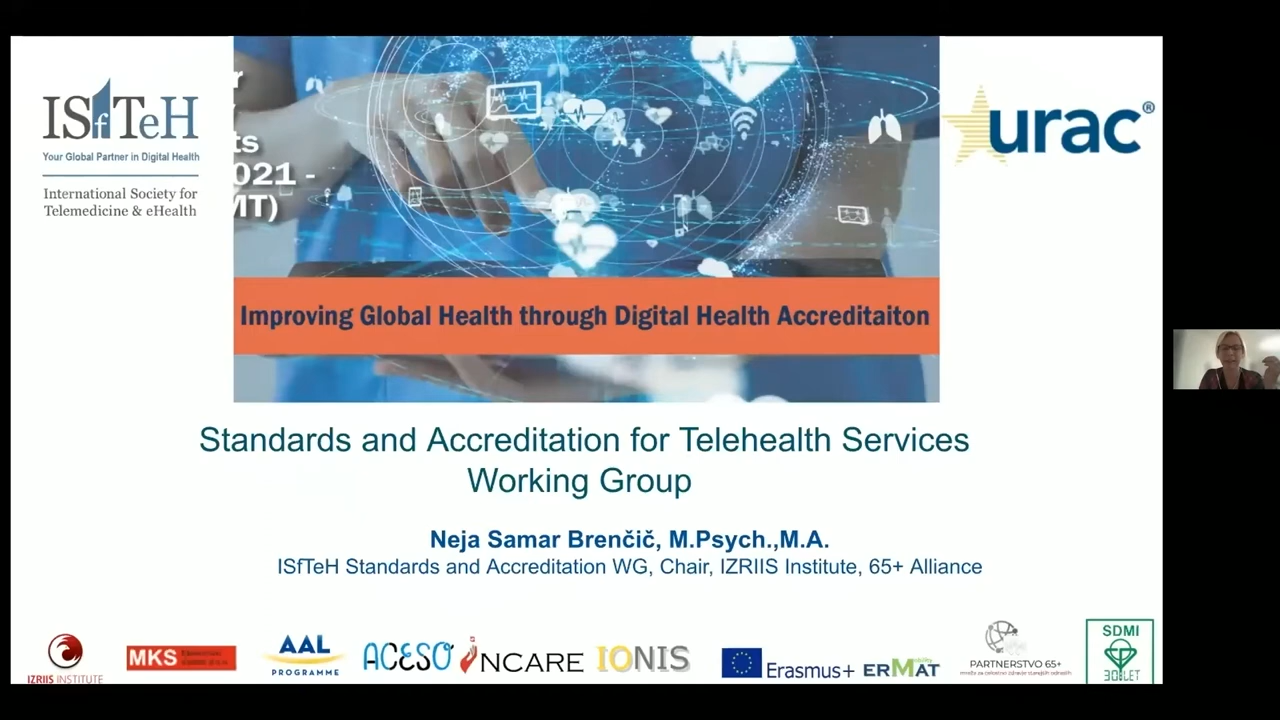 ISfTeH
Your Global Partner in Digital Health
International Society for
Telemedicine & eHealth
r
ts
021 -
MT)
urac®
Improving Global Health through Digital Health Accreditaiton
Standards and Accreditation for Telehealth Services
Working Group
Neja Samar Brenčič, M.Psych.,M.A.
ISfTeH Standards and Accreditation WG, Chair, IZRIIS Institute, 65+ Alliance
IZRIIS INSTITUTE
MKS
AAL
PROGRAMME
ACESO
iNCARE
IONIS
Erasmus+
ERMAT
PARTNERSTVO 65+
SDMI
30 LET